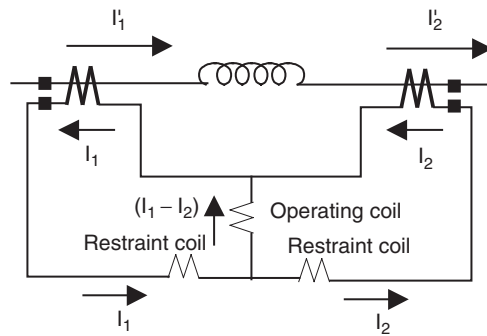 I'₁
I'₂
I₁
I₂
(I₁ – I₂)
Operating coil
Restraint coil
Restraint coil
I₁
I₂